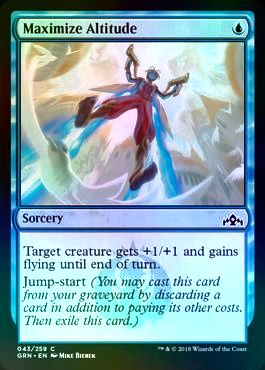 Maximize Altitude
Sorcery
Target creature gets +1/+1 and gains
flying until end of turn.
Jump-start (You may cast this card
from your graveyard by discarding a
card in addition to paying its other costs.
Then exile this card.)
043/259 C
GRN • EN Mike Bierek
™ & © 2018 Wizards of the Coast